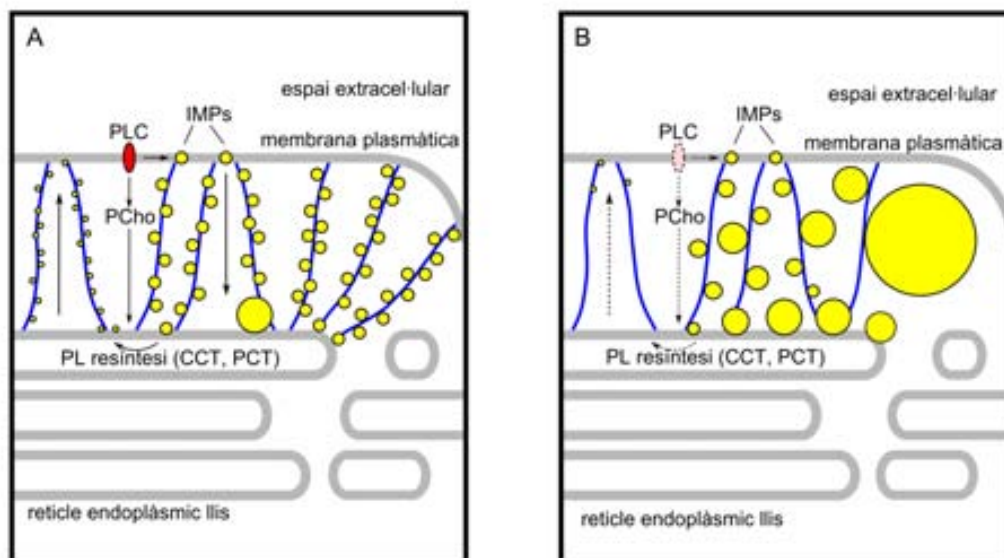 A
espai extracel·lular
IMPs
PLC
membrana plasmàtica
PCho
PL resíntesi (CCT, PCT)
reticle endoplàsmic llis
B
espai extracel·lular
IMPs
PLC
membrana plasmàtica
PCho
PL resíntesi (CCT, PCT)
reticle endoplàsmic llis